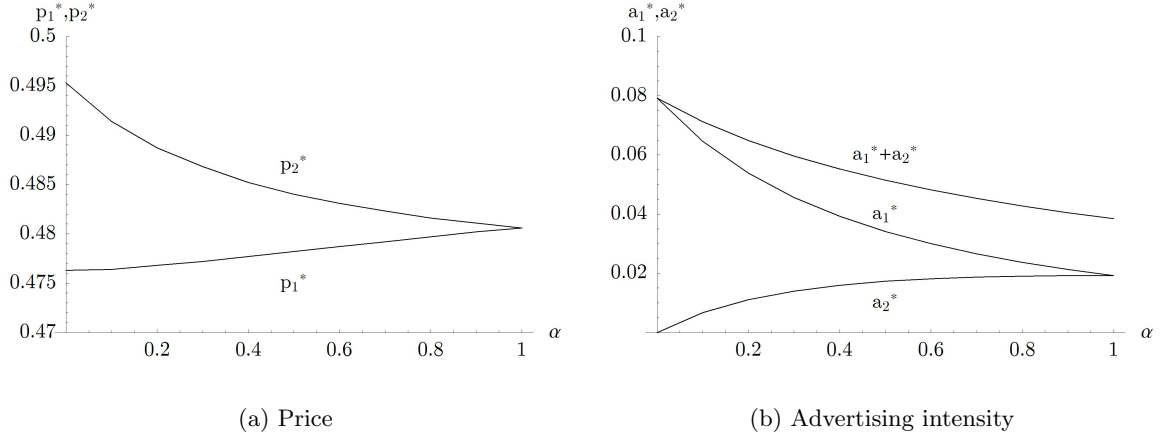 p₁*,p₂*
0.5
0.495
0.49
0.485
0.48
0.475
0.47
p₂*
p₁*
0.2 0.4 0.6 0.8 1 α
(a) Price
a₁*,a₂*
0.1
0.08
0.06
0.04
0.02
a₁*+a₂*
a₁*
a₂*
0.2 0.4 0.6 0.8 1 α
(b) Advertising intensity